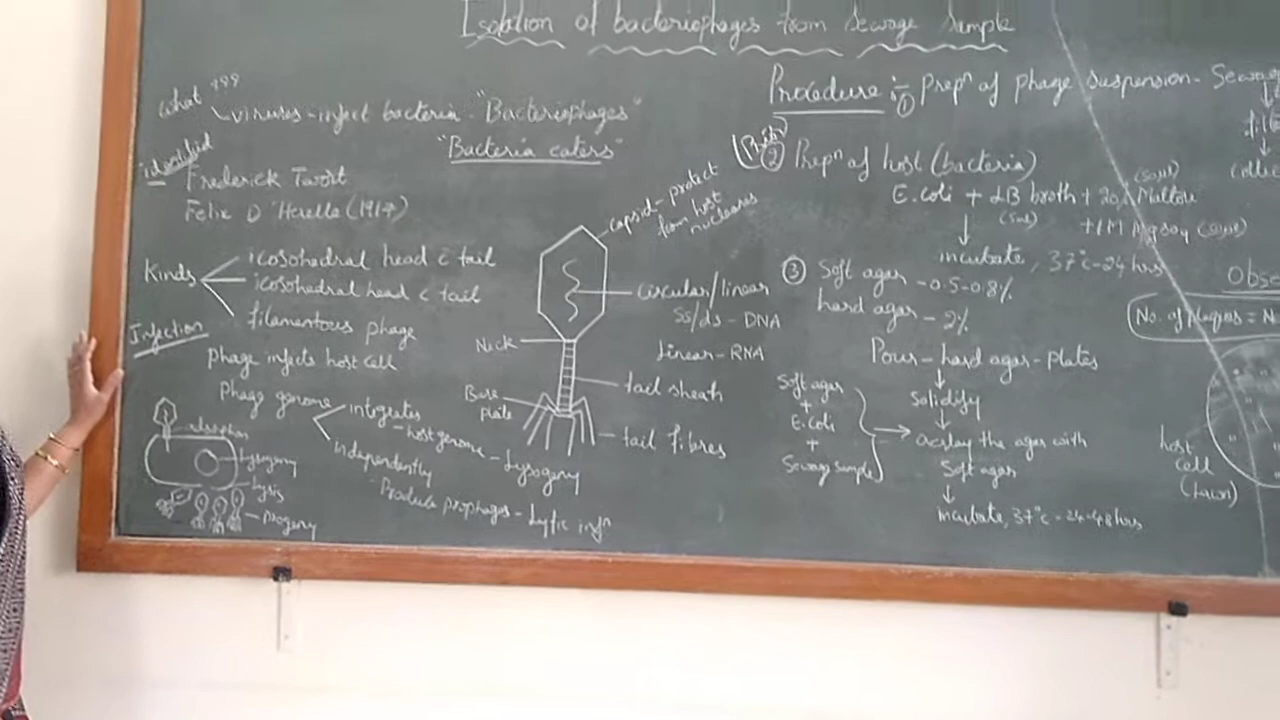 Isolation of bacteriophages from Sewage Sample
what ???
viruses - infect bacteria - "Bacteriophages"
"Bacteria eaters"
identified
Frederick Twort
Felix D'Herelle (1917)
Kinds
icosohedral head c tail
icosohedral head c tail
filamentous phage
Infection
Phage infects host cell
Phage genome
integrates
- host genome - Lysogeny
independently
Produce prophages - Lytic infn
Lysogeny
Lysis
Progeny
capsid - protect
from host
nucleases
circular/linear
ss/ds - DNA
linear - RNA
Neck
tail sheath
Base
plate
tail fibres
Procedure :- ① Prepn of phage suspension - Sewage
② Prepn of host (bacteria)
E.coli + LB broth + 20% Maltose
(5ml)
incubate, 37°c - 24 hrs
③ Soft agar - 0.5-0.8%
hard agar - 2%
Pour - hard agar - plates
Solidify
overlay the agar with
Soft agar
incubate, 37°c - 24-48 hrs
Soft agar
+
E.coli
+
Sewage sample
No. of plaques =
host
cell
(Lawn)